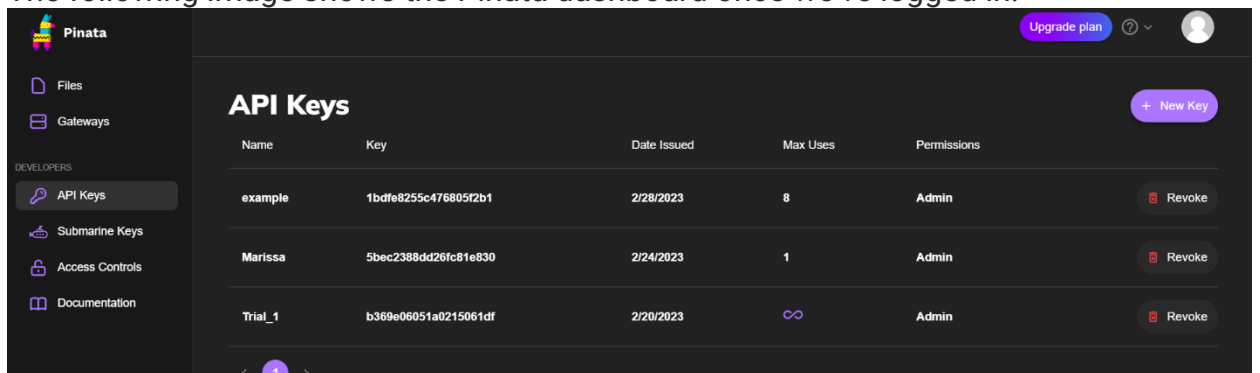 The following image shows the Pinata dashboard once we're logged in.
Pinata
Upgrade plan
Files
Gateways
DEVELOPERS
API Keys
Submarine Keys
Access Controls
Documentation
API Keys
+ New Key
Name Key Date Issued Max Uses Permissions
example 1bdfe8255c476805f2b1 2/28/2023 8 Admin Revoke
Marissa 5bec2388dd26fc81e830 2/24/2023 1 Admin Revoke
Trial_1 b369e06051a0215061df 2/20/2023 ∞ Admin Revoke
< 1 >